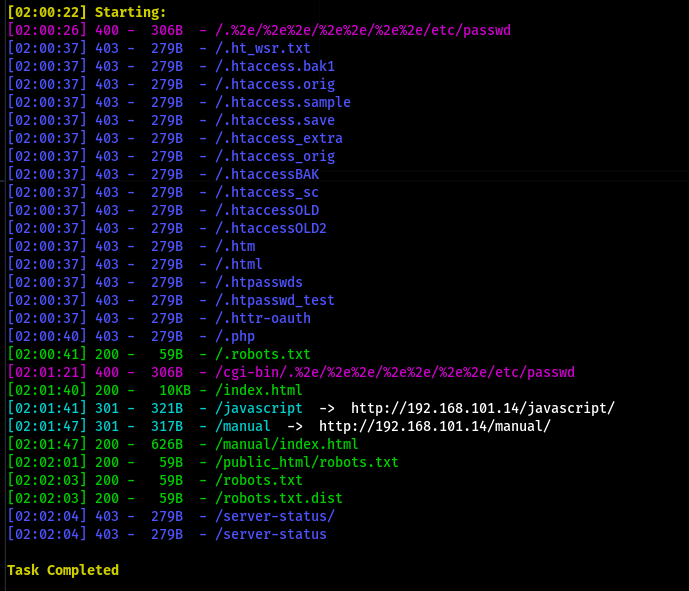 [02:00:22] Starting:
[02:00:26] 400 -  306B  - /.%2e/%2e%2e/%2e%2e/%2e%2e/etc/passwd
[02:00:37] 403 -  279B  - /.ht_wsr.txt
[02:00:37] 403 -  279B  - /.htaccess.bak1
[02:00:37] 403 -  279B  - /.htaccess.orig
[02:00:37] 403 -  279B  - /.htaccess.sample
[02:00:37] 403 -  279B  - /.htaccess.save
[02:00:37] 403 -  279B  - /.htaccess_extra
[02:00:37] 403 -  279B  - /.htaccess_orig
[02:00:37] 403 -  279B  - /.htaccessBAK
[02:00:37] 403 -  279B  - /.htaccess_sc
[02:00:37] 403 -  279B  - /.htaccessOLD
[02:00:37] 403 -  279B  - /.htaccessOLD2
[02:00:37] 403 -  279B  - /.htm
[02:00:37] 403 -  279B  - /.html
[02:00:37] 403 -  279B  - /.htpasswds
[02:00:37] 403 -  279B  - /.htpasswd_test
[02:00:37] 403 -  279B  - /.httr-oauth
[02:00:40] 403 -  279B  - /.php
[02:00:41] 200 -   59B  - /.robots.txt
[02:01:21] 400 -  306B  - /cgi-bin/.%2e/%2e%2e/%2e%2e/%2e%2e/etc/passwd
[02:01:40] 200 -   10KB - /index.html
[02:01:41] 301 -  321B  - /javascript  ->  http://192.168.101.14/javascript/
[02:01:47] 301 -  317B  - /manual  ->  http://192.168.101.14/manual/
[02:01:47] 200 -  626B  - /manual/index.html
[02:02:01] 200 -   59B  - /public_html/robots.txt
[02:02:03] 200 -   59B  - /robots.txt
[02:02:03] 200 -   59B  - /robots.txt.dist
[02:02:04] 403 -  279B  - /server-status/
[02:02:04] 403 -  279B  - /server-status
Task Completed